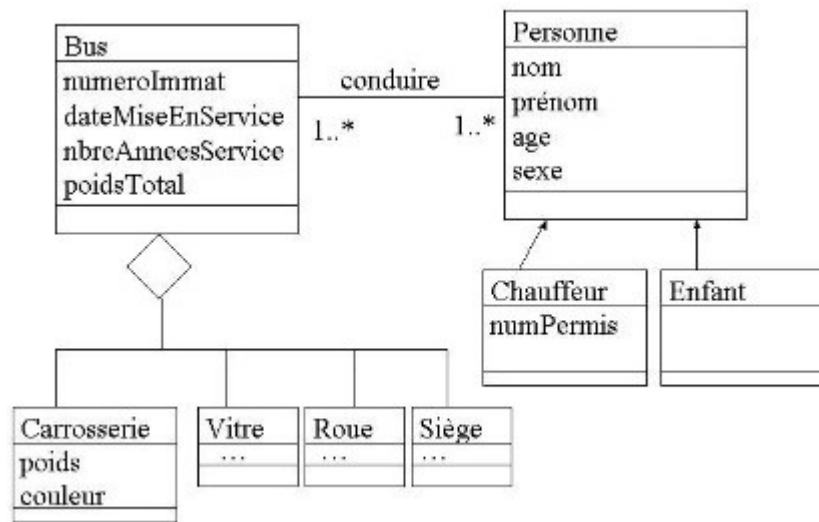 Bus
numeroImmat
dateMiseEnService
nbreAnneesService
poidsTotal
conduire
1..*
1..*
Personne
nom
prénom
age
sexe
Chauffeur
numPermis
Enfant
Carrosserie
poids
couleur
Vitre
...
Roue
...
Siège
...